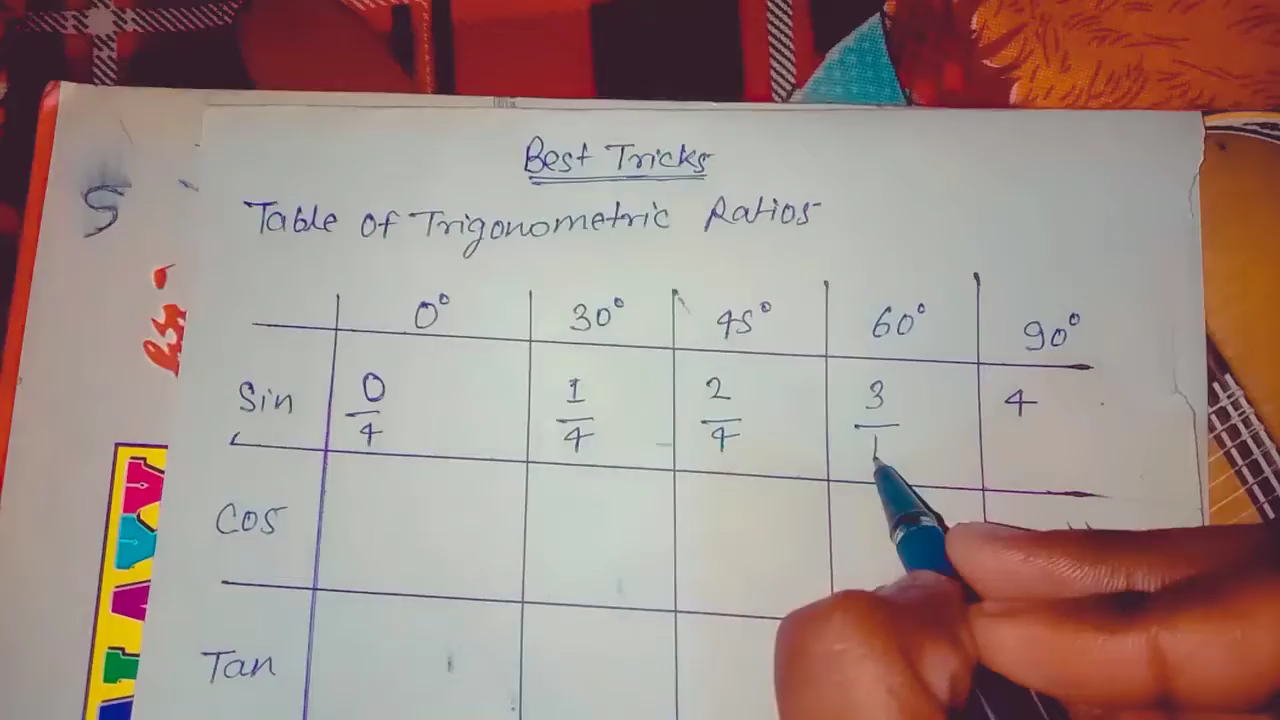 Best Tricks
Table Of Trigonometric Ratios
0° 30° 45° 60° 90°
Sin 0/4 1/4 2/4 3/ 4
Cos
Tan
5